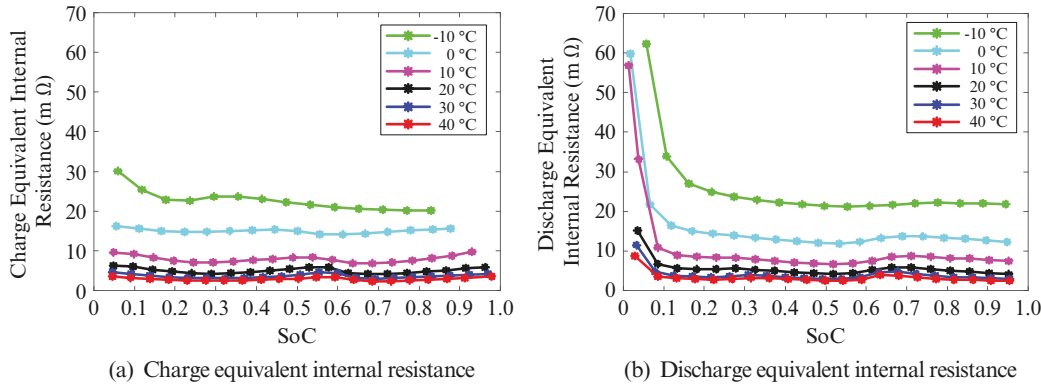 70
60
50
40
30
20
10
0
Charge Equivalent Internal
Resistance (m Ω)
-10 ℃
0 ℃
10 ℃
20 ℃
30 ℃
40 ℃
0 0.1 0.2 0.3 0.4 0.5 0.6 0.7 0.8 0.9 1.0
SoC
(a) Charge equivalent internal resistance
70
60
50
40
30
20
10
0
Discharge Equivalent
Internal Resistance (m Ω)
-10 ℃
0 ℃
10 ℃
20 ℃
30 ℃
40 ℃
0 0.1 0.2 0.3 0.4 0.5 0.6 0.7 0.8 0.9 1.0
SoC
(b) Discharge equivalent internal resistance